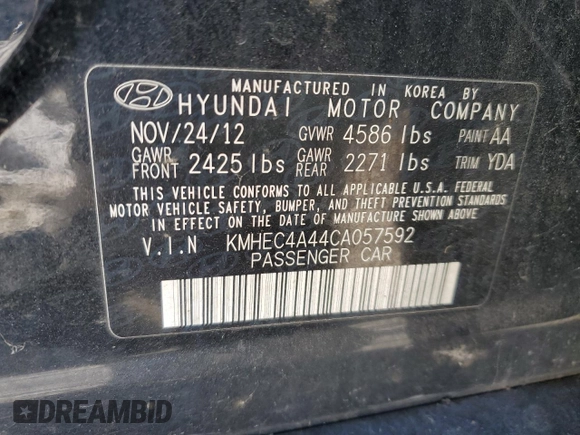 MANUFACTURED IN KOREA BY
HYUNDAI MOTOR COMPANY
NOV/24/12 GVWR 4586 lbs PAINT AA
GAWR FRONT 2425 lbs GAWR REAR 2271 lbs TRIM YDA
THIS VEHICLE CONFORMS TO ALL APPLICABLE U.S.A. FEDERAL
MOTOR VEHICLE SAFETY, BUMPER, AND THEFT PREVENTION STANDARDS
IN EFFECT ON THE DATE OF MANUFACTURE SHOWN ABOVE.
V.I.N KMHEC4A44CA057592
PASSENGER CAR
DREAMBID